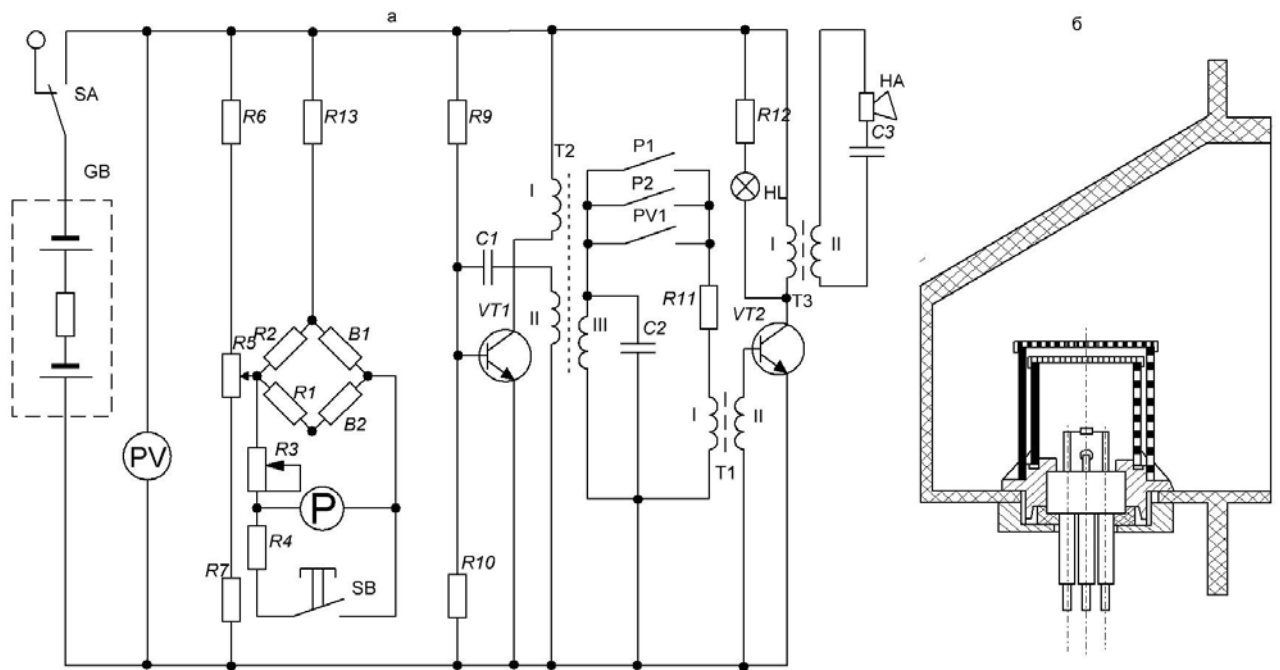 а
б
SA
GB
PV
R6
R13
R5
R2
B1
R1
B2
R3
P
R4
R7
SB
R9
C1
VT1
R10
T2
I
II
III
P1
P2
PV1
C2
R11
I
II
T1
R12
HL
VT2
I
II
T3
HA
C3